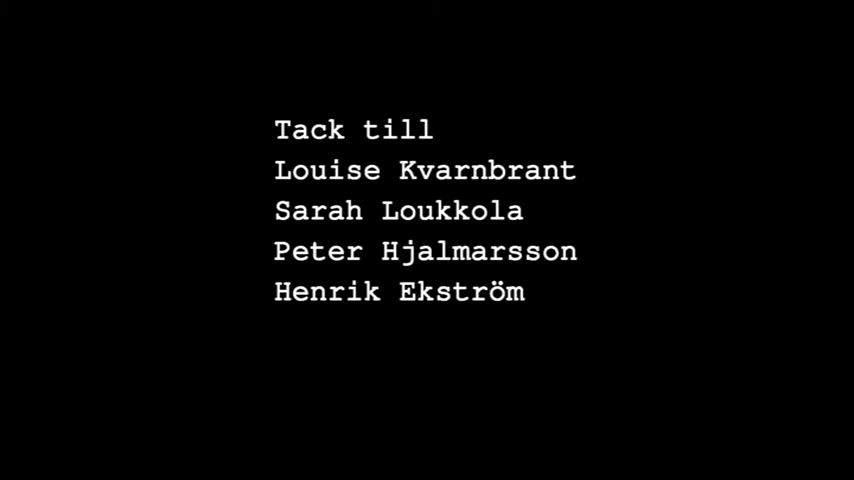 Tack till
Louise Kvarnbrant
Sarah Loukkola
Peter Hjalmarsson
Henrik Ekström